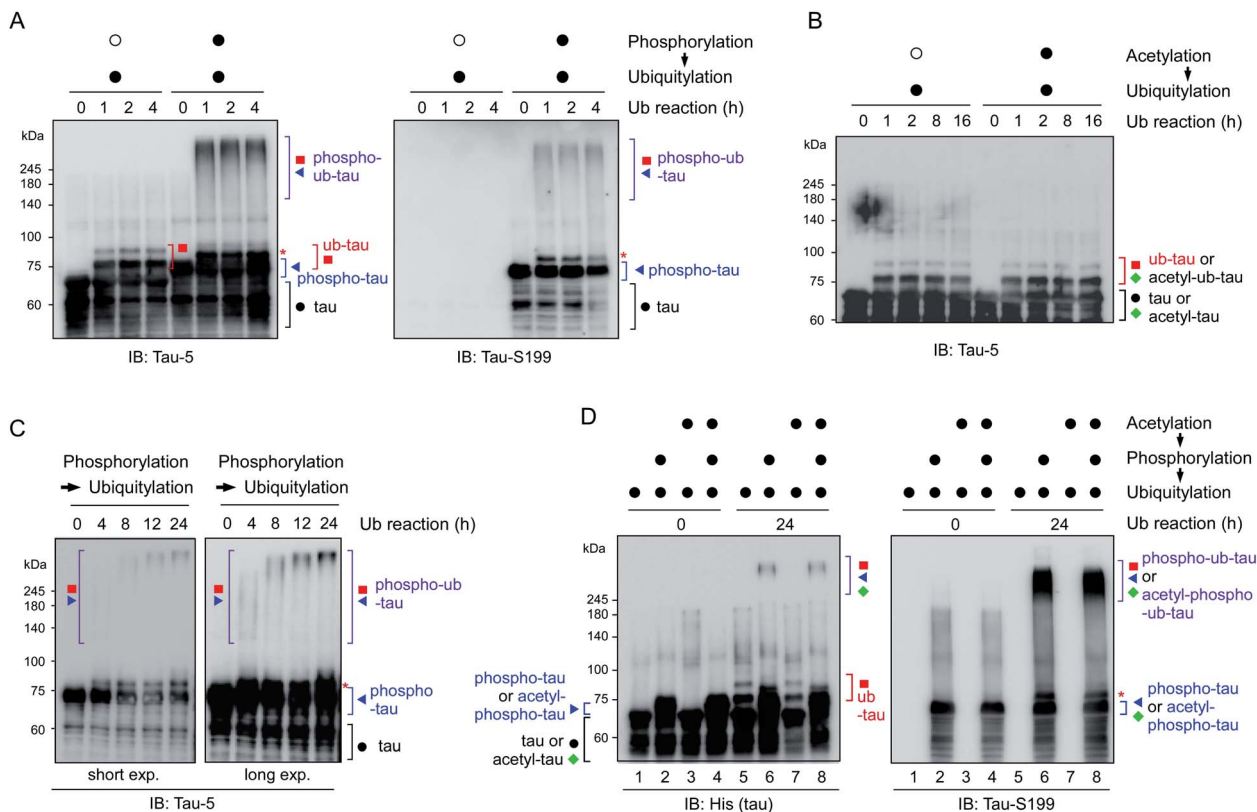 A
Phosphorylation
Ubiquitylation
0 1 2 4 0 1 2 4
0 1 2 4 0 1 2 4
Ub reaction (h)
kDa
245
180
140
100
75
60
phospho-
ub-tau
*
ub-tau
phospho-tau
tau
IB: Tau-5
phospho-ub
-tau
*
phospho-tau
tau
IB: Tau-S199
B
Acetylation
Ubiquitylation
0 1 2 8 16 0 1 2 8 16
Ub reaction (h)
kDa
245
180
140
100
75
60
ub-tau or
acetyl-ub-tau
tau or
acetyl-tau
IB: Tau-5
C
Phosphorylation
Ubiquitylation
Phosphorylation
Ubiquitylation
0 4 8 12 24
0 4 8 12 24
Ub reaction (h)
kDa
245
180
140
100
75
60
phospho-ub
-tau
*
phospho
-tau
tau
short exp.
long exp.
IB: Tau-5
D
Acetylation
Phosphorylation
Ubiquitylation
0
24
0
24
Ub reaction (h)
kDa
245
180
140
100
75
60
phospho-tau
or acetyl-
phospho-tau
tau or
acetyl-tau
ub
-tau
1 2 3 4 5 6 7 8
IB: His (tau)
phospho-ub-tau
or
acetyl-phospho
-ub-tau
*
phospho-tau
or acetyl-
phospho-tau
1 2 3 4 5 6 7 8
IB: Tau-S199